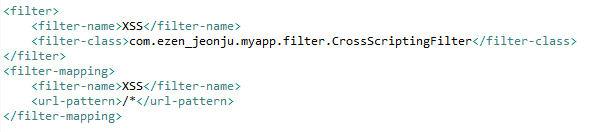 <filter>
    <filter-name>XSS</filter-name>
    <filter-class>com.ezen_jeonju.myapp.filter.CrossScriptingFilter</filter-class>
</filter>
<filter-mapping>
    <filter-name>XSS</filter-name>
    <url-pattern>/*</url-pattern>
</filter-mapping>